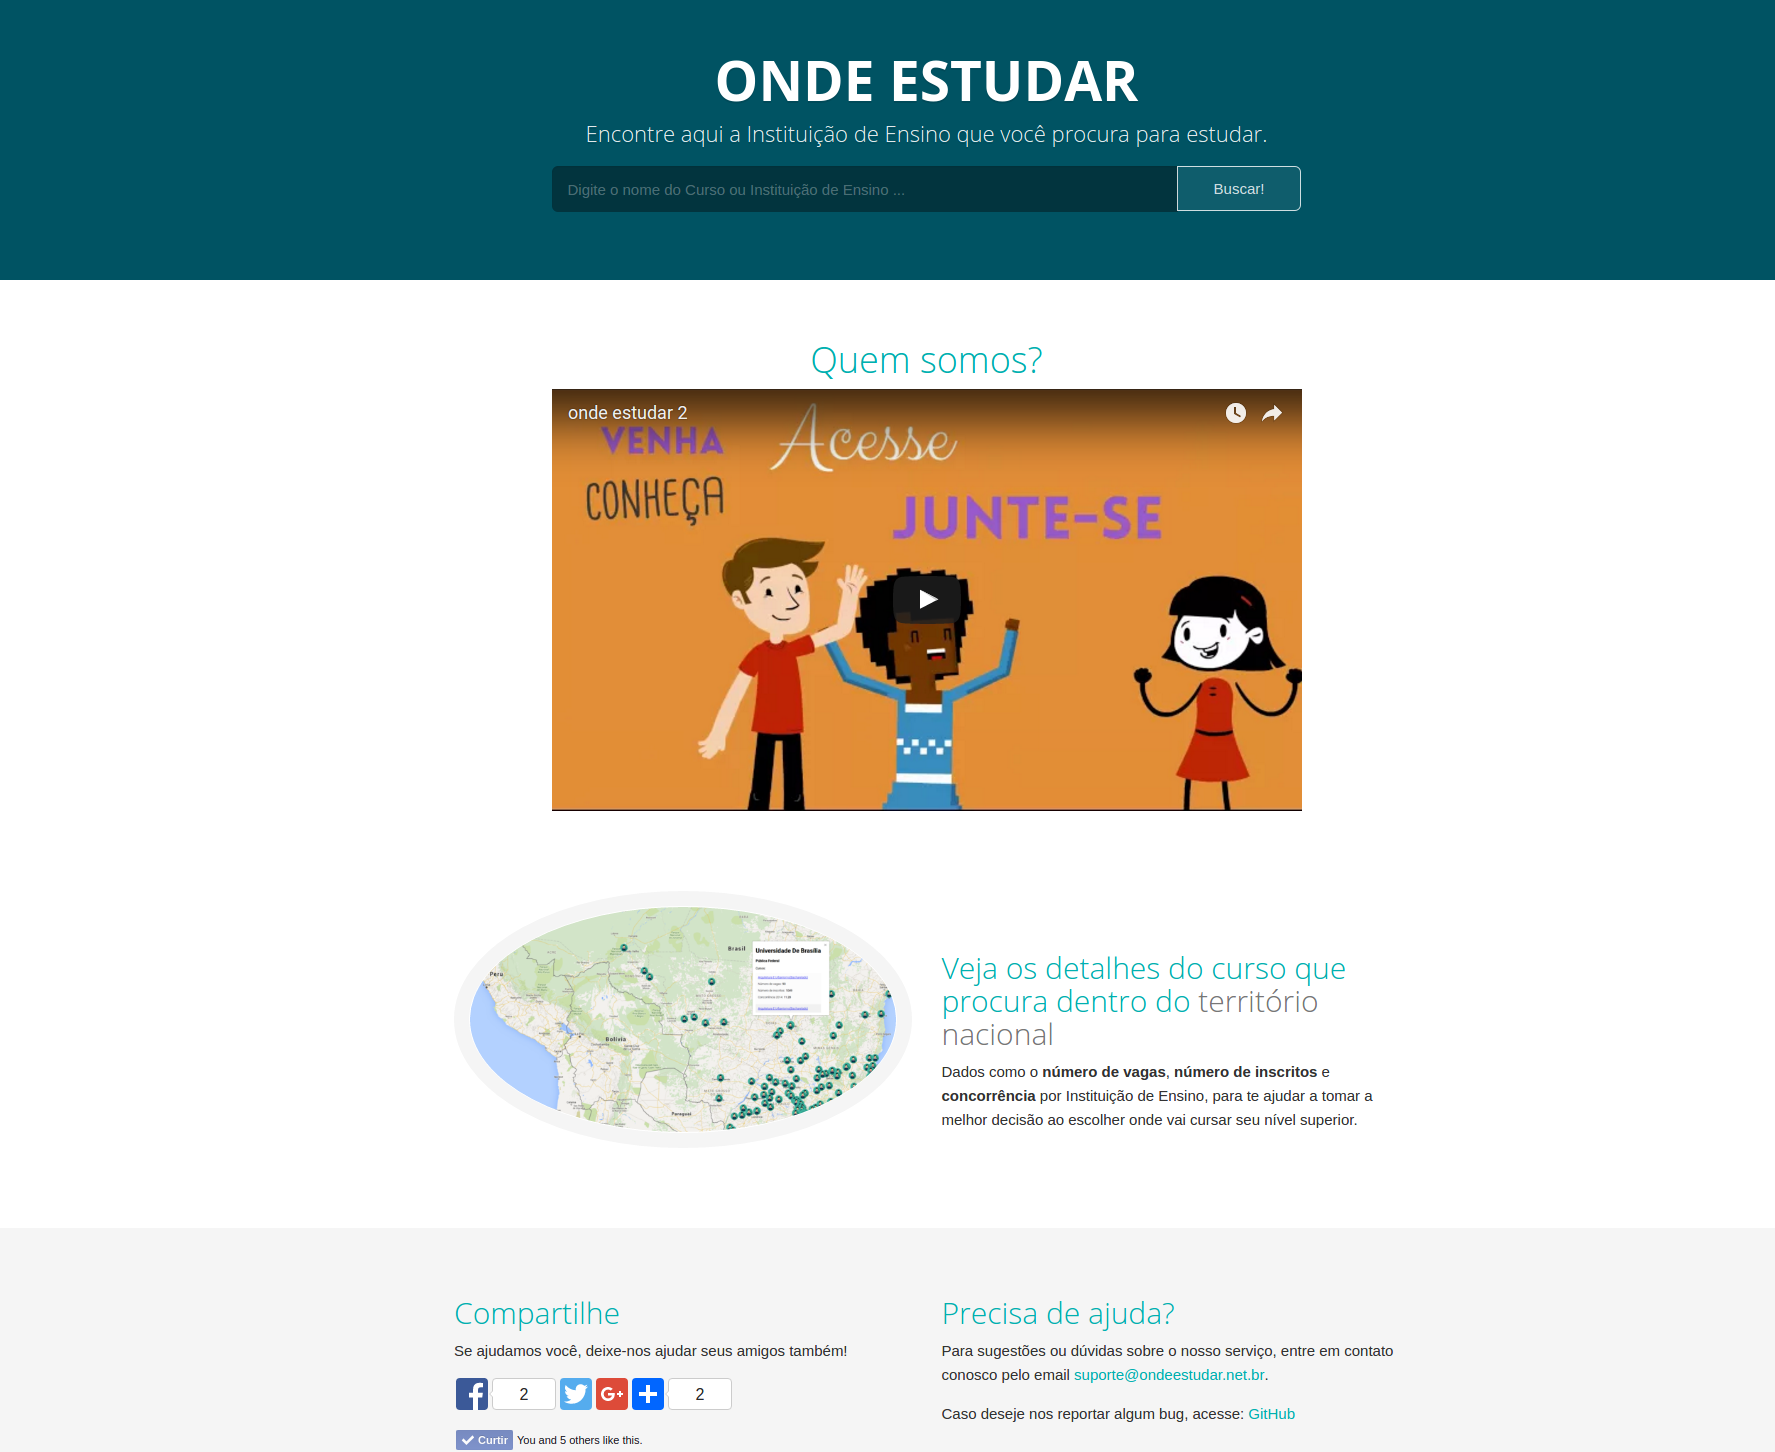 ONDE ESTUDAR
Encontre aqui a Instituição de Ensino que você procura para estudar.
Digite o nome do Curso ou Instituição de Ensino ...
Buscar!
Quem somos?
onde estudar 2
VENHA
Acesse
CONHEÇA
JUNTE-SE
Brasil
Universidade De Brasília
Pública Federal
Peru
Bolivia
Paraguai
Veja os detalhes do curso que
procura dentro do território
nacional
Dados como o número de vagas, número de inscritos e
concorrência por Instituição de Ensino, para te ajudar a tomar a
melhor decisão ao escolher onde vai cursar seu nível superior.
Compartilhe
Se ajudamos você, deixe-nos ajudar seus amigos também!
2
2
Curtir You and 5 others like this.
Precisa de ajuda?
Para sugestões ou dúvidas sobre o nosso serviço, entre em contato
conosco pelo email suporte@ondeestudar.net.br.
Caso deseje nos reportar algum bug, acesse: GitHub